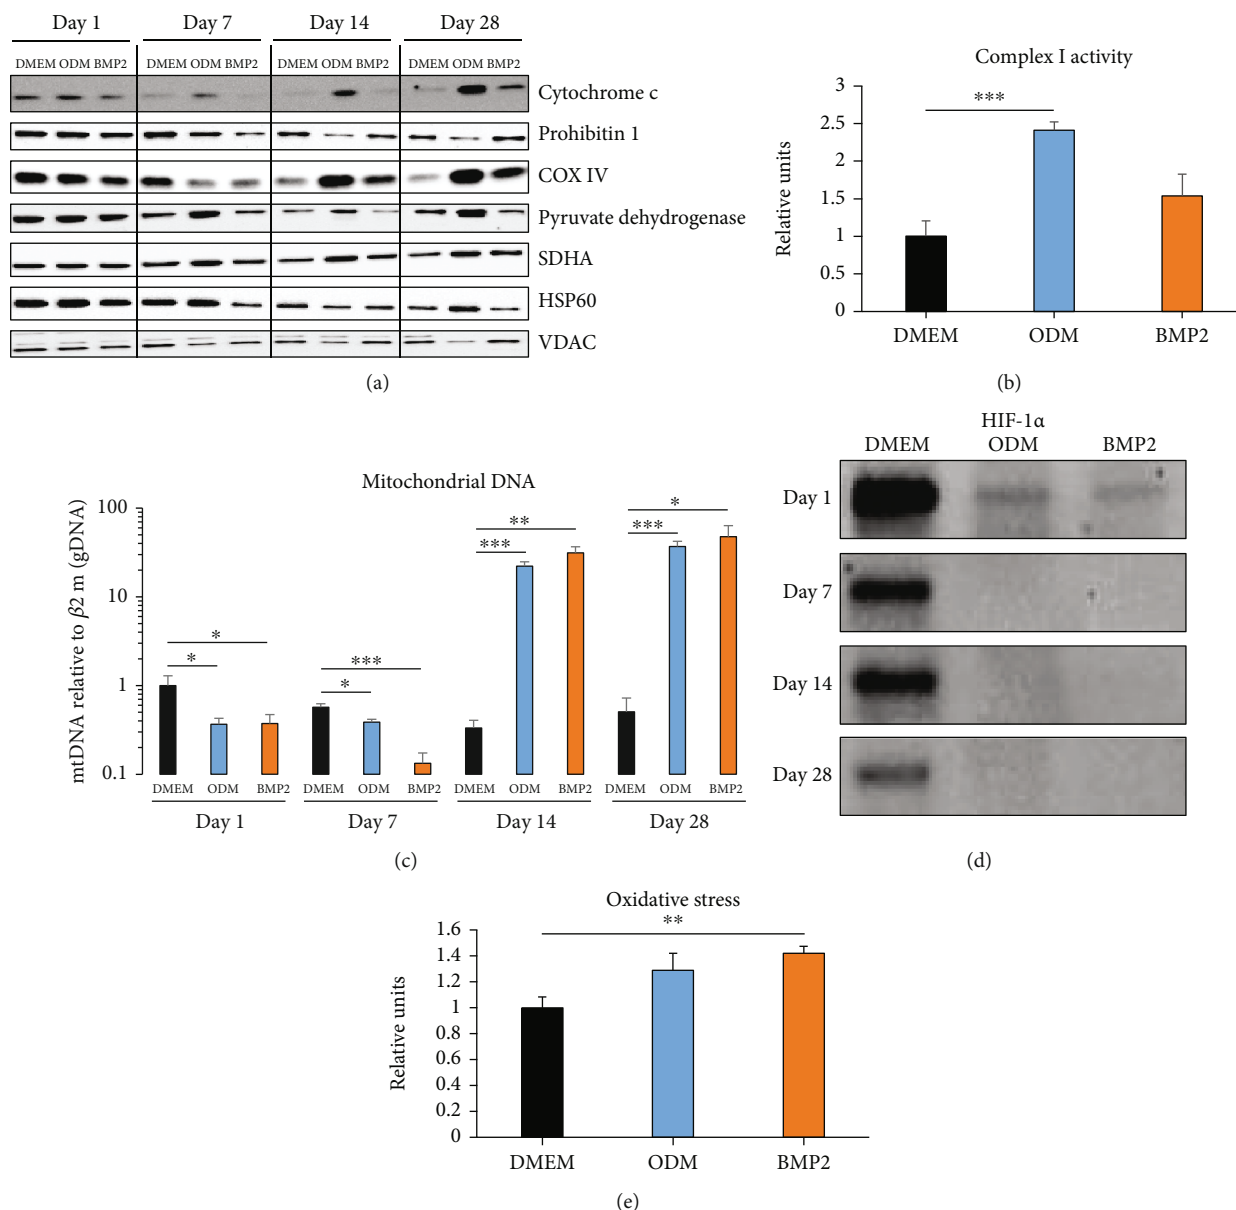 Day 1 Day 7 Day 14 Day 28
DMEM ODM BMP2 DMEM ODM BMP2 DMEM ODM BMP2 DMEM ODM BMP2
Cytochrome c
Prohibitin 1
COX IV
Pyruvate dehydrogenase
SDHA
HSP60
VDAC
(a)
Complex I activity
Relative units
3
2.5
2
1.5
1
0.5
0
***
DMEM ODM BMP2
(b)
Mitochondrial DNA
mtDNA relative to β2 m (gDNA)
100
10
1
0.1
* *
* ***
*** **
*** *
DMEM ODM BMP2 DMEM ODM BMP2 DMEM ODM BMP2 DMEM ODM BMP2
Day 1 Day 7 Day 14 Day 28
(c)
HIF-1α
DMEM ODM BMP2
Day 1
Day 7
Day 14
Day 28
(d)
Oxidative stress
Relative units
1.6
1.4
1.2
1
0.8
0.6
0.4
0.2
0
**
DMEM ODM BMP2
(e)